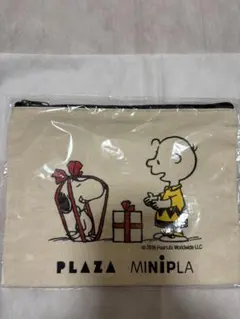 © 2018 Peanuts Worldwide LLC
PLAZA MINiPLA